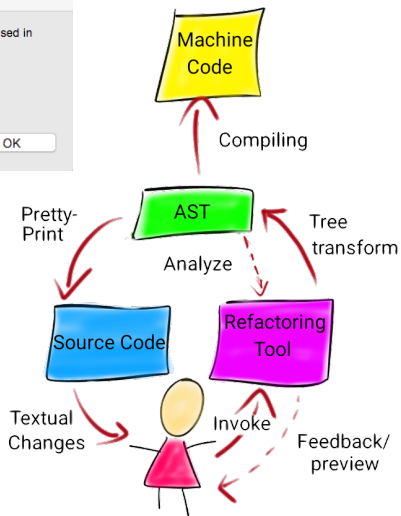 sed in
OK
Machine
Code
Compiling
AST
Pretty-
Print
Tree
transform
Analyze
Source Code
Refactoring
Tool
Textual
Changes
Invoke
Feedback/
preview